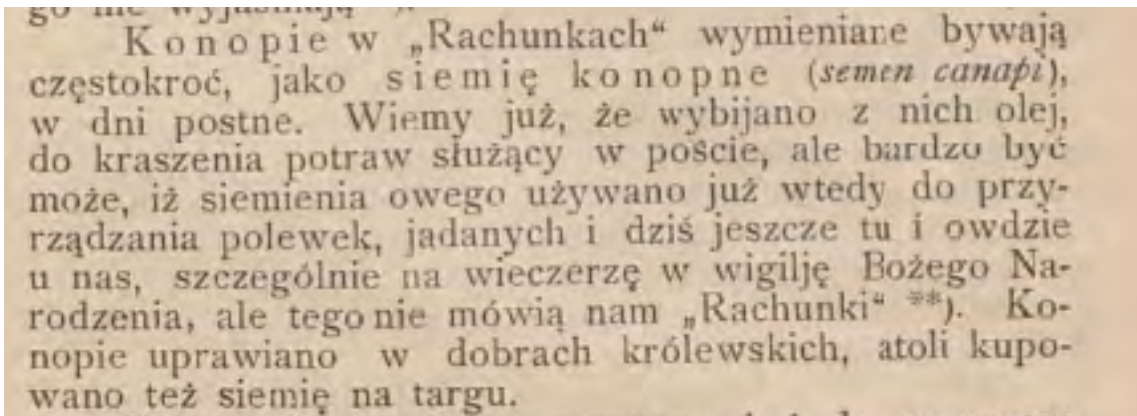 go nie wyjaśniają
Konopie w „Rachunkach“ wymieniane bywają
częstokroć, jako siemię konopne (semen canapi),
w dni postne. Wiemy już, że wybijano z nich olej,
do kraszenia potraw służący w poście, ale bardzo być
może, iż siemienia owego używano już wtedy do przy-
rządzania polewek, jadanych i dziś jeszcze tu i owdzie
u nas, szczególnie na wieczerzę w wigilję Bożego Na-
rodzenia, ale tego nie mówią nam „Rachunki“ **). Ko-
nopie uprawiano w dobrach królewskich, atoli kupo-
wano też siemię na targu.